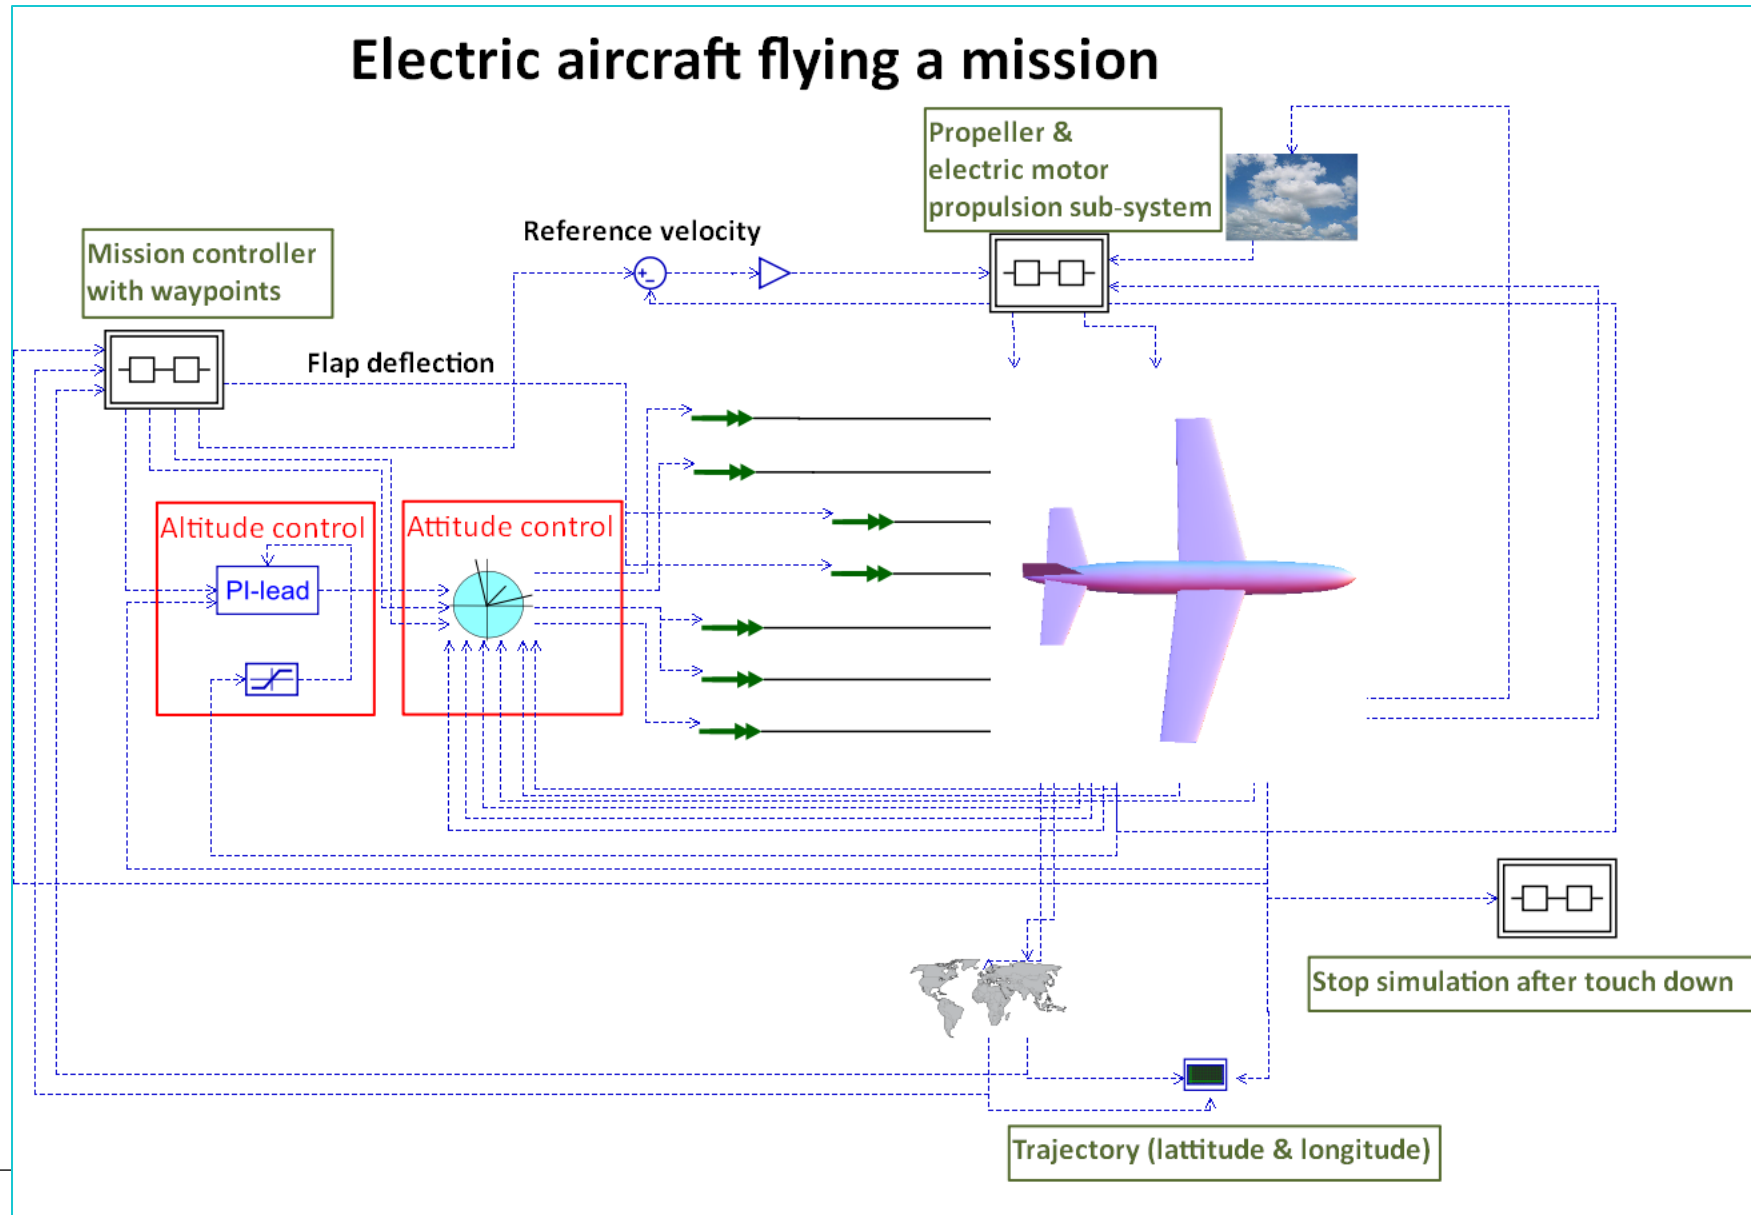 Electric aircraft flying a mission
Propeller &
electric motor
propulsion sub-system
Reference velocity
Mission controller
with waypoints
Flap deflection
Altitude control
Attitude control
PI-lead
Stop simulation after touch down
Trajectory (lattitude & longitude)